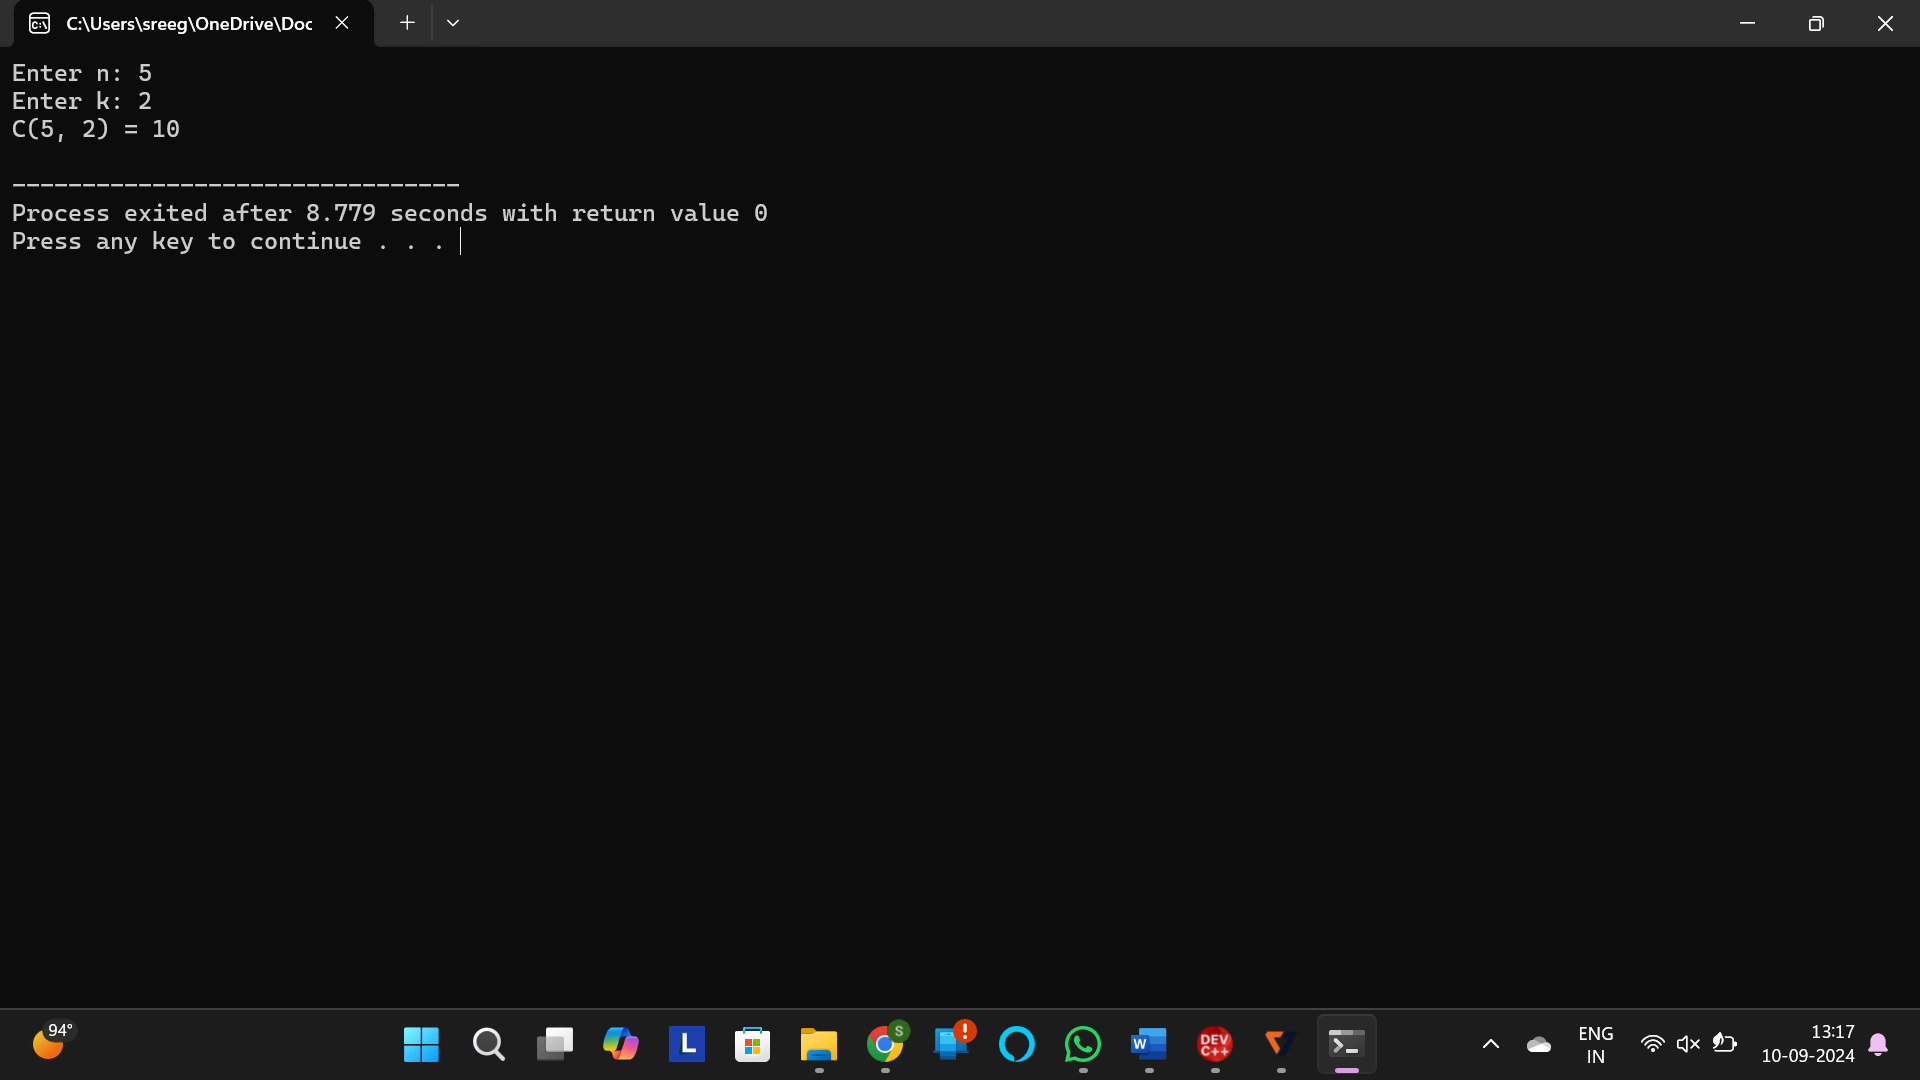 C:\Users\sreeg\OneDrive\Doc
Enter n: 5
Enter k: 2
C(5, 2) = 10
--------------------------------
Process exited after 8.779 seconds with return value 0
Press any key to continue . . .
94°
L
S
W
DEV
C++
ENG
IN
13:17
10-09-2024